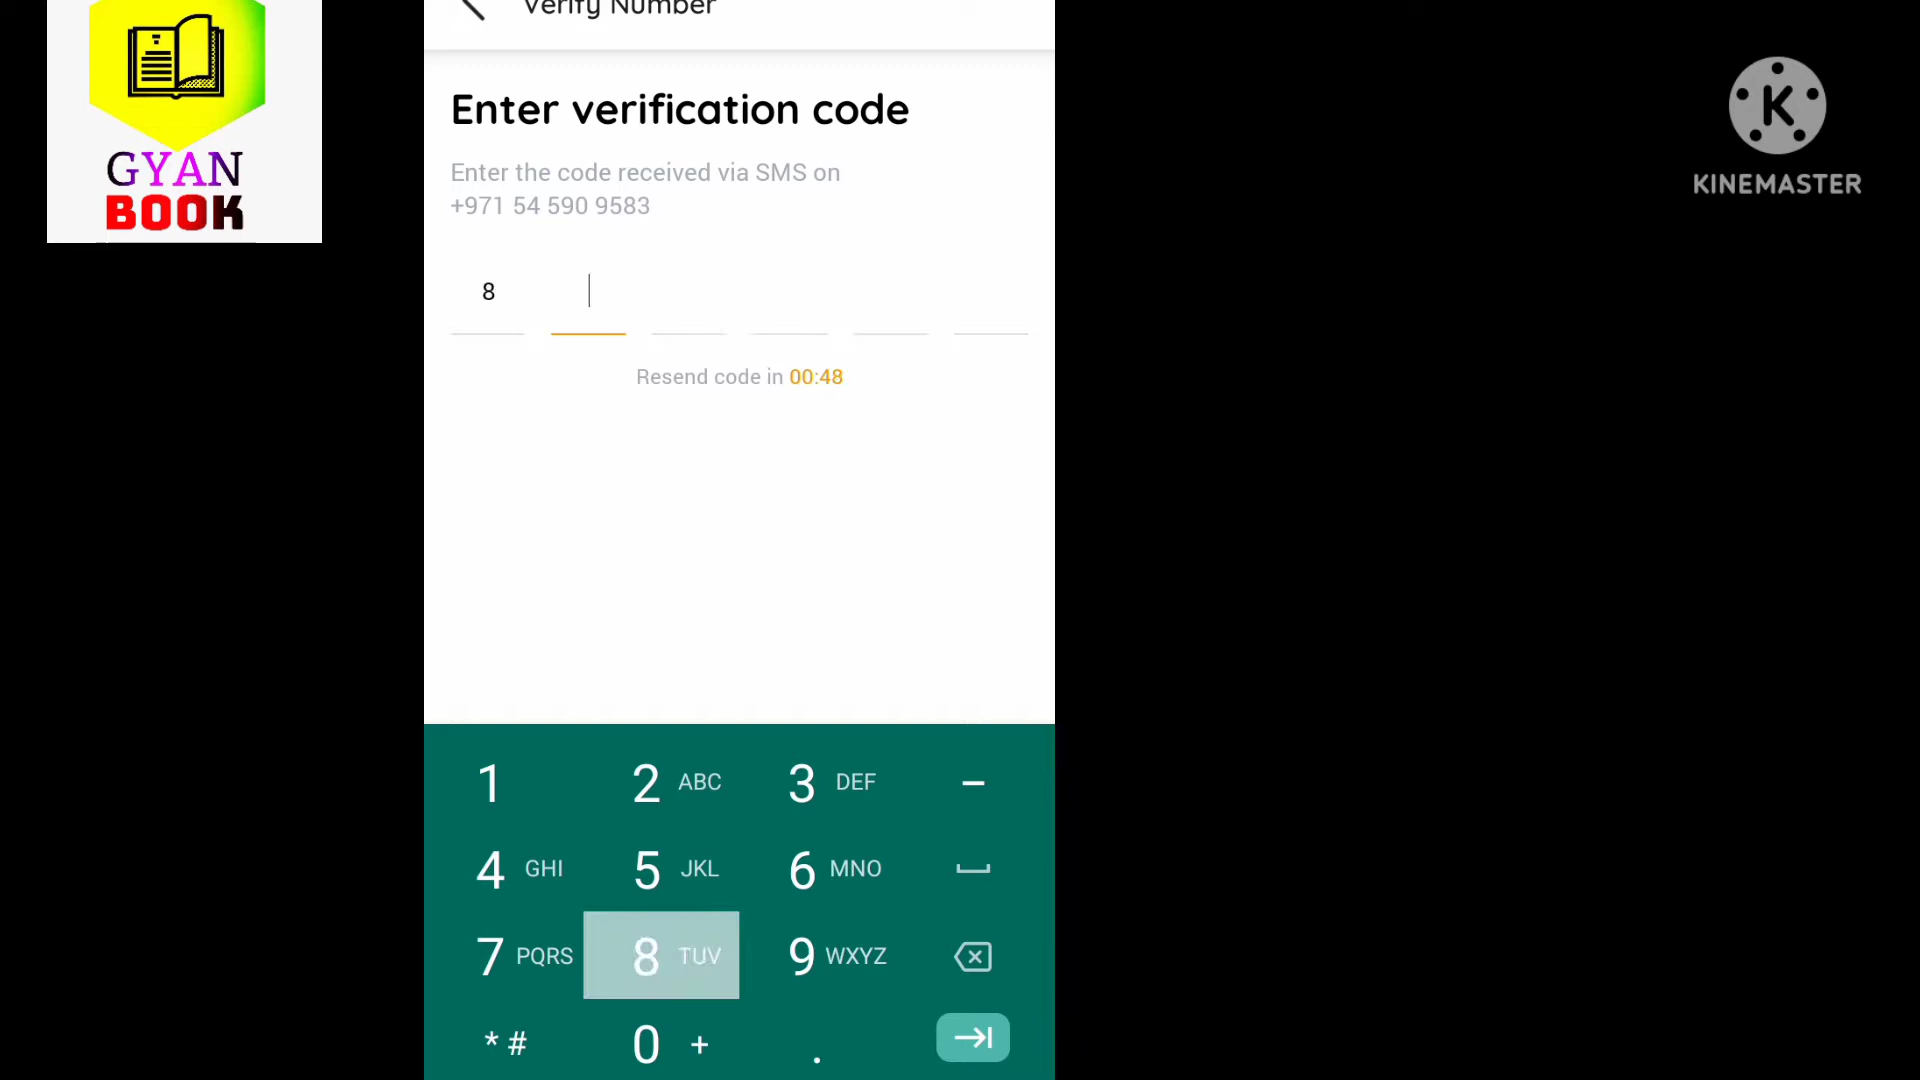 Verify Number
GYAN
BOOK
Enter verification code
Enter the code received via SMS on
+971 54 590 9583
8
Resend code in 00:48
K
KINEMASTER
1 2 ABC 3 DEF –
4 GHI 5 JKL 6 MNO
7 PQRS 8 TUV 9 WXYZ
* # 0 + .